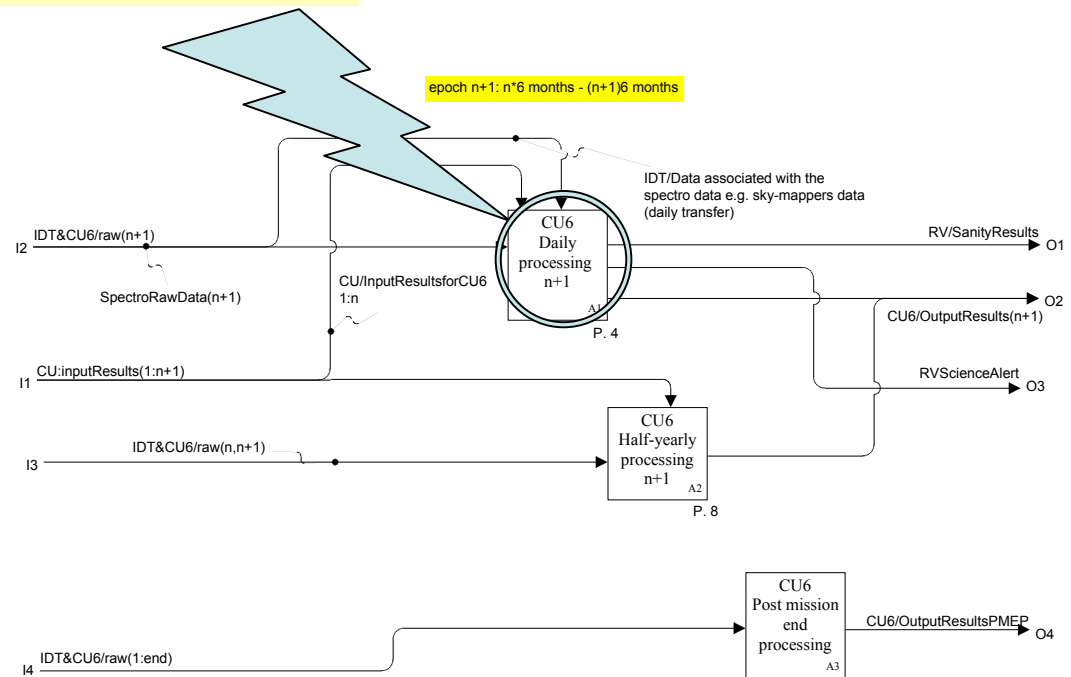 epoch n+1: n*6 months - (n+1)6 months
IDT/Data associated with the
spectro data e.g. sky-mappers data
(daily transfer)
I2
IDT&CU6/raw(n+1)
SpectroRawData(n+1)
CU/InputResultsforCU6
1:n
CU6
Daily
processing
n+1
A1
P. 4
RV/SanityResults
O1
O2
CU6/OutputResults(n+1)
I1
CU:inputResults(1:n+1)
RVScienceAlert
O3
IDT&CU6/raw(n,n+1)
I3
CU6
Half-yearly
processing
n+1
A2
P. 8
CU6
Post mission
end
processing
A3
CU6/OutputResultsPMEP
O4
I4
IDT&CU6/raw(1:end)